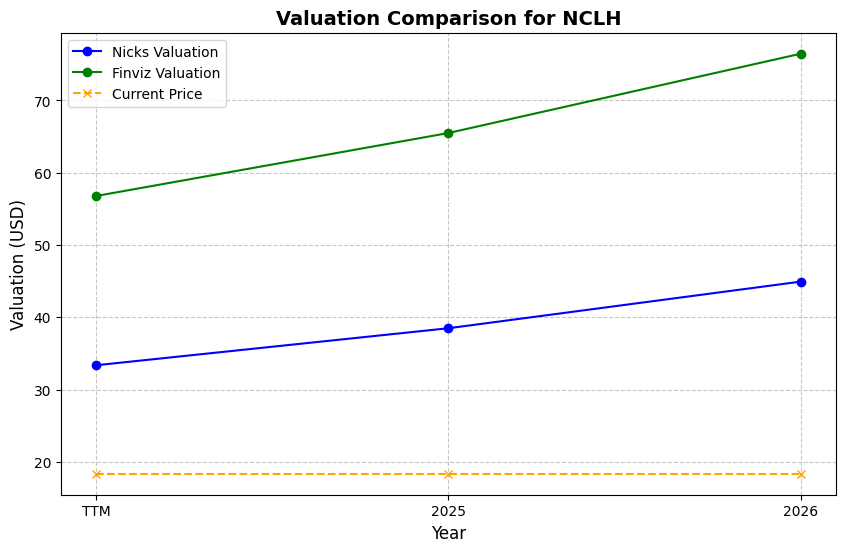 Valuation Comparison for NCLH
Nicks Valuation
Finviz Valuation
Current Price
Valuation (USD)
70
60
50
40
30
20
TTM
2025
2026
Year